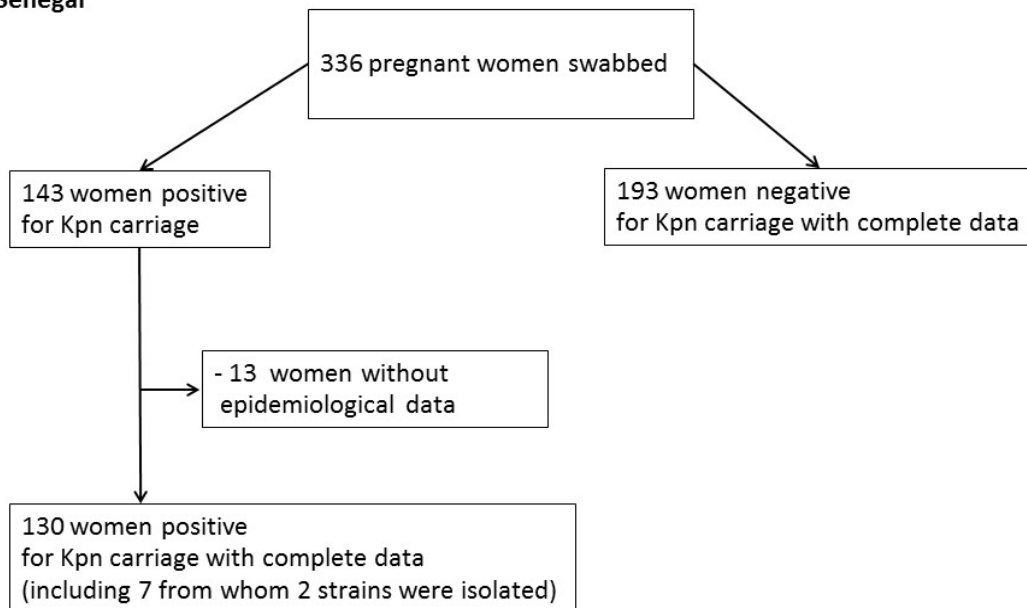 Senegal
336 pregnant women swabbed
143 women positive
for Kpn carriage
193 women negative
for Kpn carriage with complete data
- 13 women without
epidemiological data
130 women positive
for Kpn carriage with complete data
(including 7 from whom 2 strains were isolated)